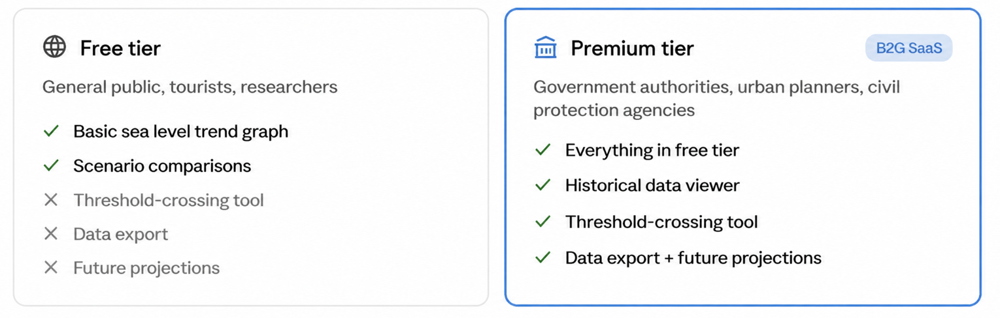 Free tier
General public, tourists, researchers
Basic sea level trend graph
Scenario comparisons
Threshold-crossing tool
Data export
Future projections
Premium tier
B2G SaaS
Government authorities, urban planners, civil
protection agencies
Everything in free tier
Historical data viewer
Threshold-crossing tool
Data export + future projections